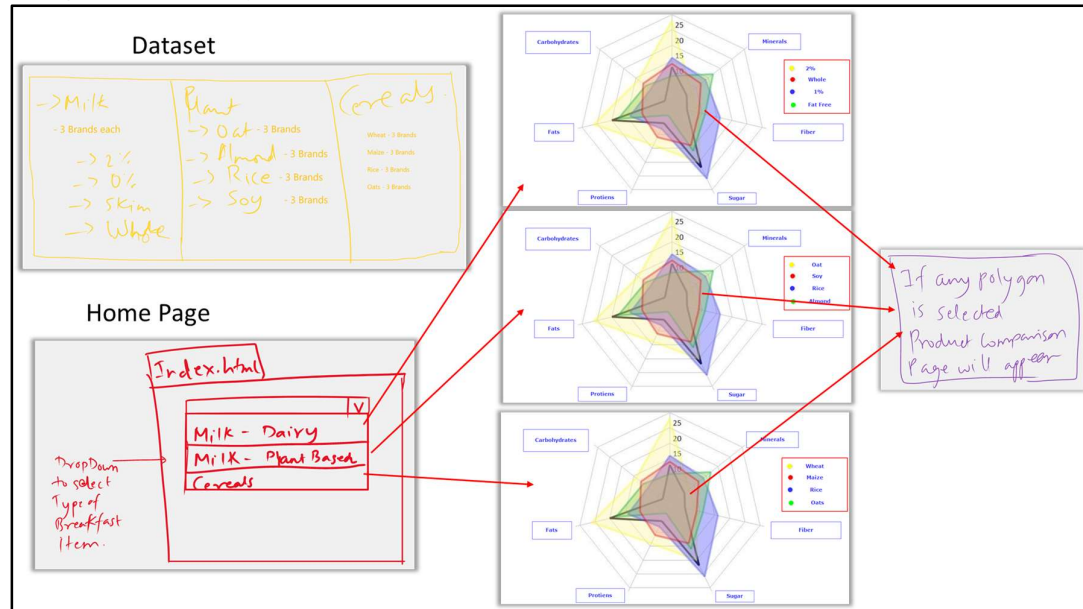 Dataset
->Milk
- 3 Brands each
-> 2%
-> 0%
-> Skim
-> Whole
Plant
-> Oat - 3 Brands
-> Almond - 3 Brands
-> Rice - 3 Brands
-> Soy - 3 Brands
Cereals.
Wheat - 3 Brands
Maize - 3 Brands
Rice - 3 Brands
Oats - 3 Brands
Home Page
Index.html
V
Milk - Dairy
Milk - Plant Based
Cereals
DropDown
to select
Type of
Breakfast
Item.
25
20
15
10
Carbohydrates
Minerals
Fats
Fiber
Protiens
Sugar
2%
Whole
1%
Fat Free
25
20
15
10
Carbohydrates
Minerals
Fats
Fiber
Protiens
Sugar
Oat
Soy
Rice
Almond
25
20
15
10
Carbohydrates
Minerals
Fats
Fiber
Protiens
Sugar
Wheat
Maize
Rice
Oats
If any polygon
is selected
Product Comparison
Page will appear